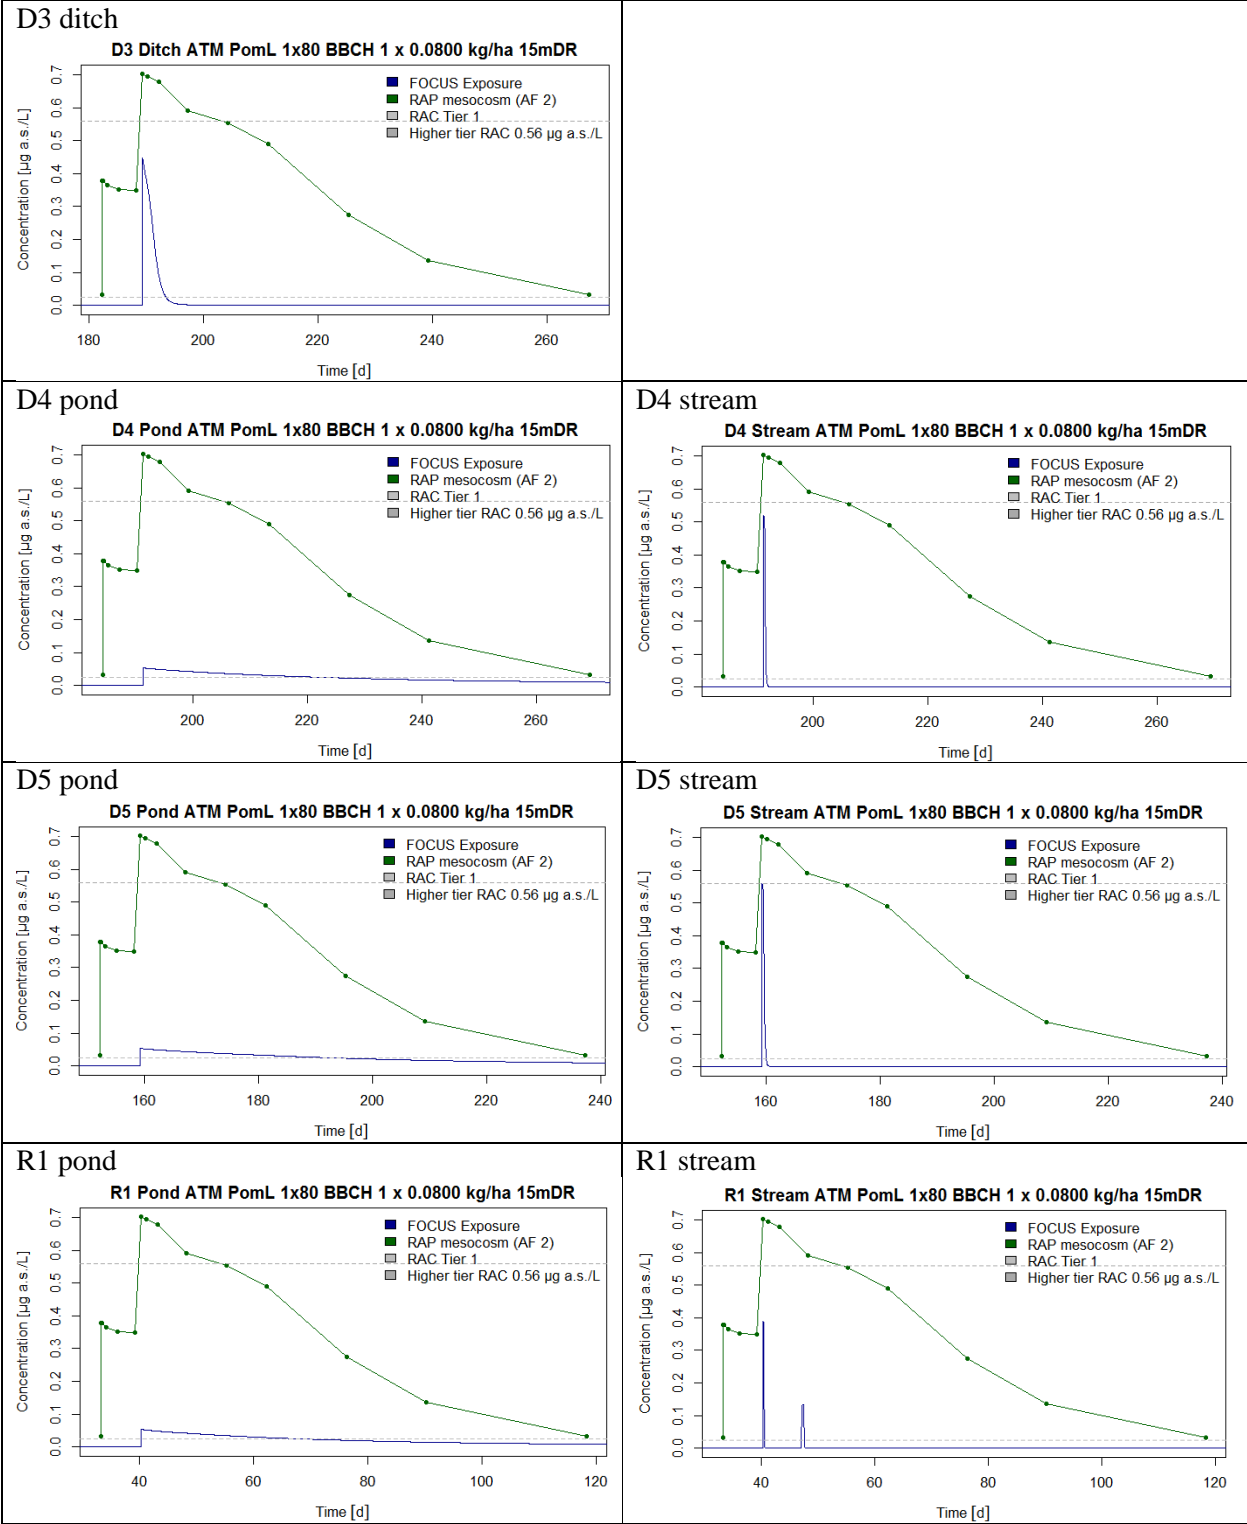 D3 ditch
D3 Ditch ATM PomL 1x80 BBCH 1 x 0.0800 kg/ha 15mDR
FOCUS Exposure
RAP mesocosm (AF 2)
RAC Tier 1
Higher tier RAC 0.56 µg a.s./L
Concentration [µg a.s./L]
0.0 0.1 0.2 0.3 0.4 0.5 0.6 0.7
180 200 220 240 260
Time [d]
D4 pond
D4 Pond ATM PomL 1x80 BBCH 1 x 0.0800 kg/ha 15mDR
FOCUS Exposure
RAP mesocosm (AF 2)
RAC Tier 1
Higher tier RAC 0.56 µg a.s./L
Concentration [µg a.s./L]
0.0 0.1 0.2 0.3 0.4 0.5 0.6 0.7
200 220 240 260
Time [d]
D4 stream
D4 Stream ATM PomL 1x80 BBCH 1 x 0.0800 kg/ha 15mDR
FOCUS Exposure
RAP mesocosm (AF 2)
RAC Tier 1
Higher tier RAC 0.56 µg a.s./L
Concentration [µg a.s./L]
0.0 0.1 0.2 0.3 0.4 0.5 0.6 0.7
200 220 240 260
Time [d]
D5 pond
D5 Pond ATM PomL 1x80 BBCH 1 x 0.0800 kg/ha 15mDR
FOCUS Exposure
RAP mesocosm (AF 2)
RAC Tier 1
Higher tier RAC 0.56 µg a.s./L
Concentration [µg a.s./L]
0.0 0.1 0.2 0.3 0.4 0.5 0.6 0.7
160 180 200 220 240
Time [d]
D5 stream
D5 Stream ATM PomL 1x80 BBCH 1 x 0.0800 kg/ha 15mDR
FOCUS Exposure
RAP mesocosm (AF 2)
RAC Tier 1
Higher tier RAC 0.56 µg a.s./L
Concentration [µg a.s./L]
0.0 0.1 0.2 0.3 0.4 0.5 0.6 0.7
160 180 200 220 240
Time [d]
R1 pond
R1 Pond ATM PomL 1x80 BBCH 1 x 0.0800 kg/ha 15mDR
FOCUS Exposure
RAP mesocosm (AF 2)
RAC Tier 1
Higher tier RAC 0.56 µg a.s./L
Concentration [µg a.s./L]
0.0 0.1 0.2 0.3 0.4 0.5 0.6 0.7
40 60 80 100 120
Time [d]
R1 stream
R1 Stream ATM PomL 1x80 BBCH 1 x 0.0800 kg/ha 15mDR
FOCUS Exposure
RAP mesocosm (AF 2)
RAC Tier 1
Higher tier RAC 0.56 µg a.s./L
Concentration [µg a.s./L]
0.0 0.1 0.2 0.3 0.4 0.5 0.6 0.7
40 60 80 100 120
Time [d]